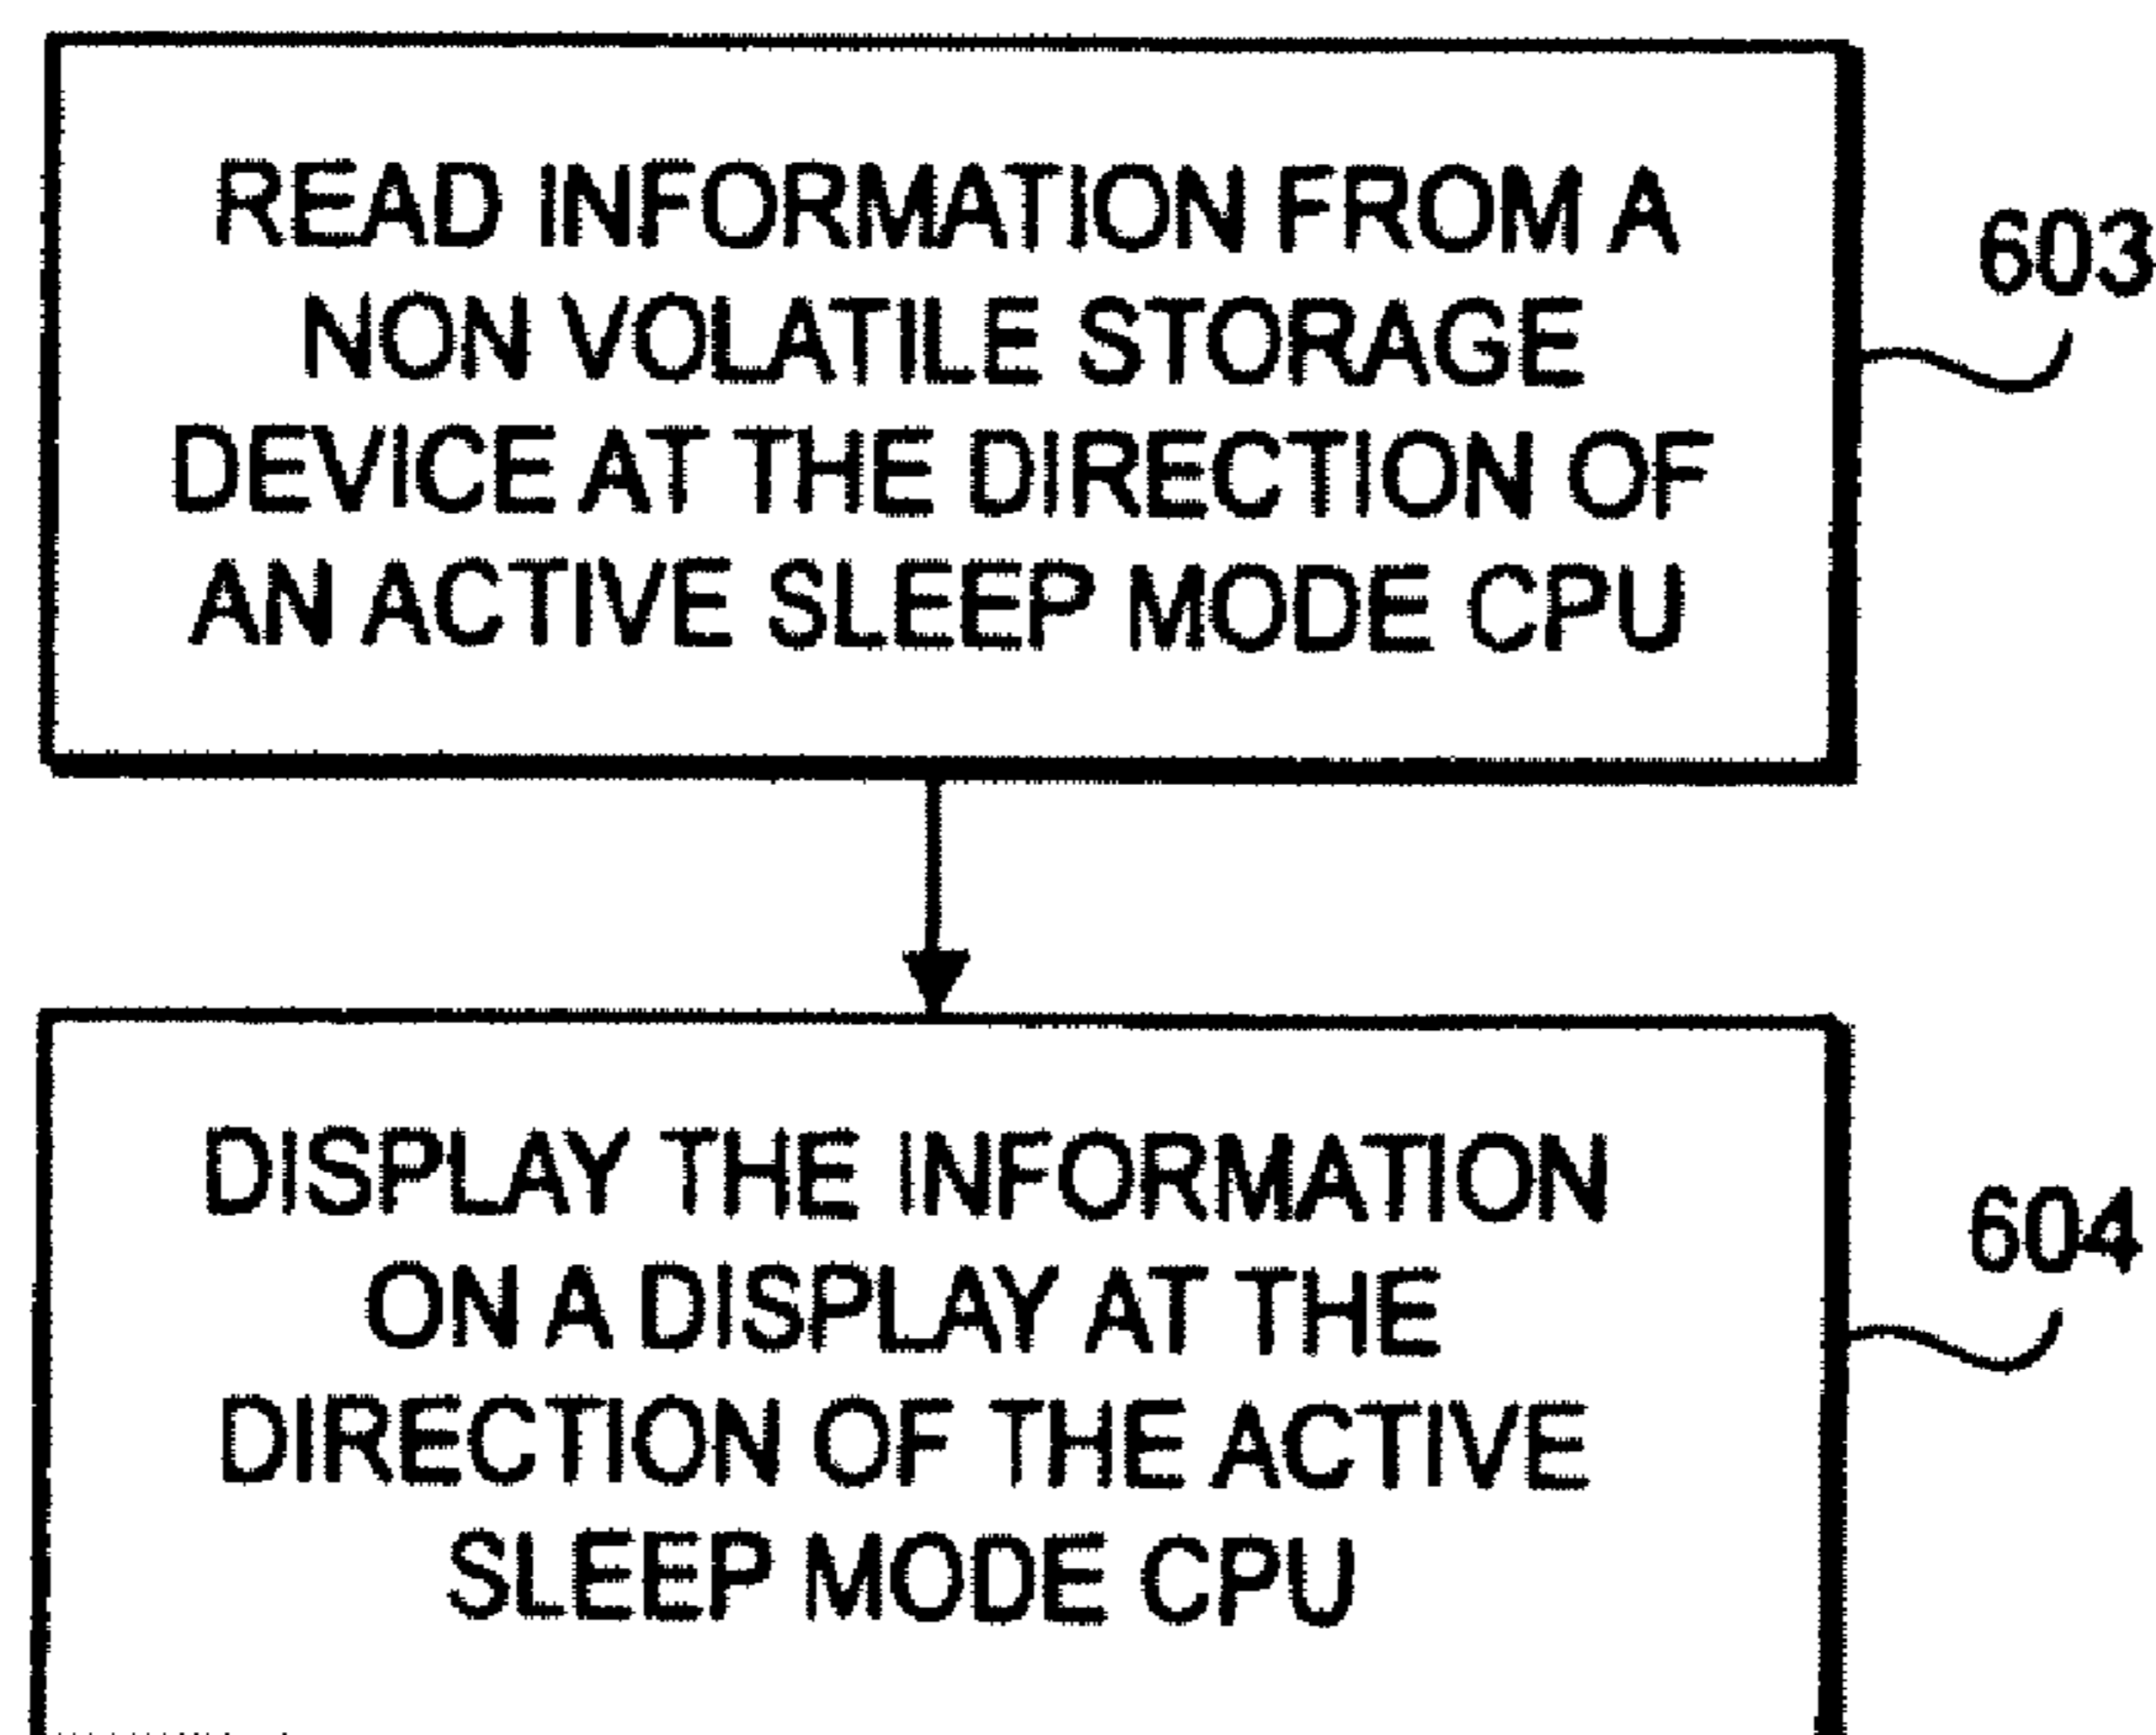 READ INFORMATION FROM A
NON VOLATILE STORAGE
DEVICE AT THE DIRECTION OF
AN ACTIVE SLEEP MODE CPU
603
DISPLAY THE INFORMATION
ON A DISPLAY AT THE
DIRECTION OF THE ACTIVE
SLEEP MODE CPU
604